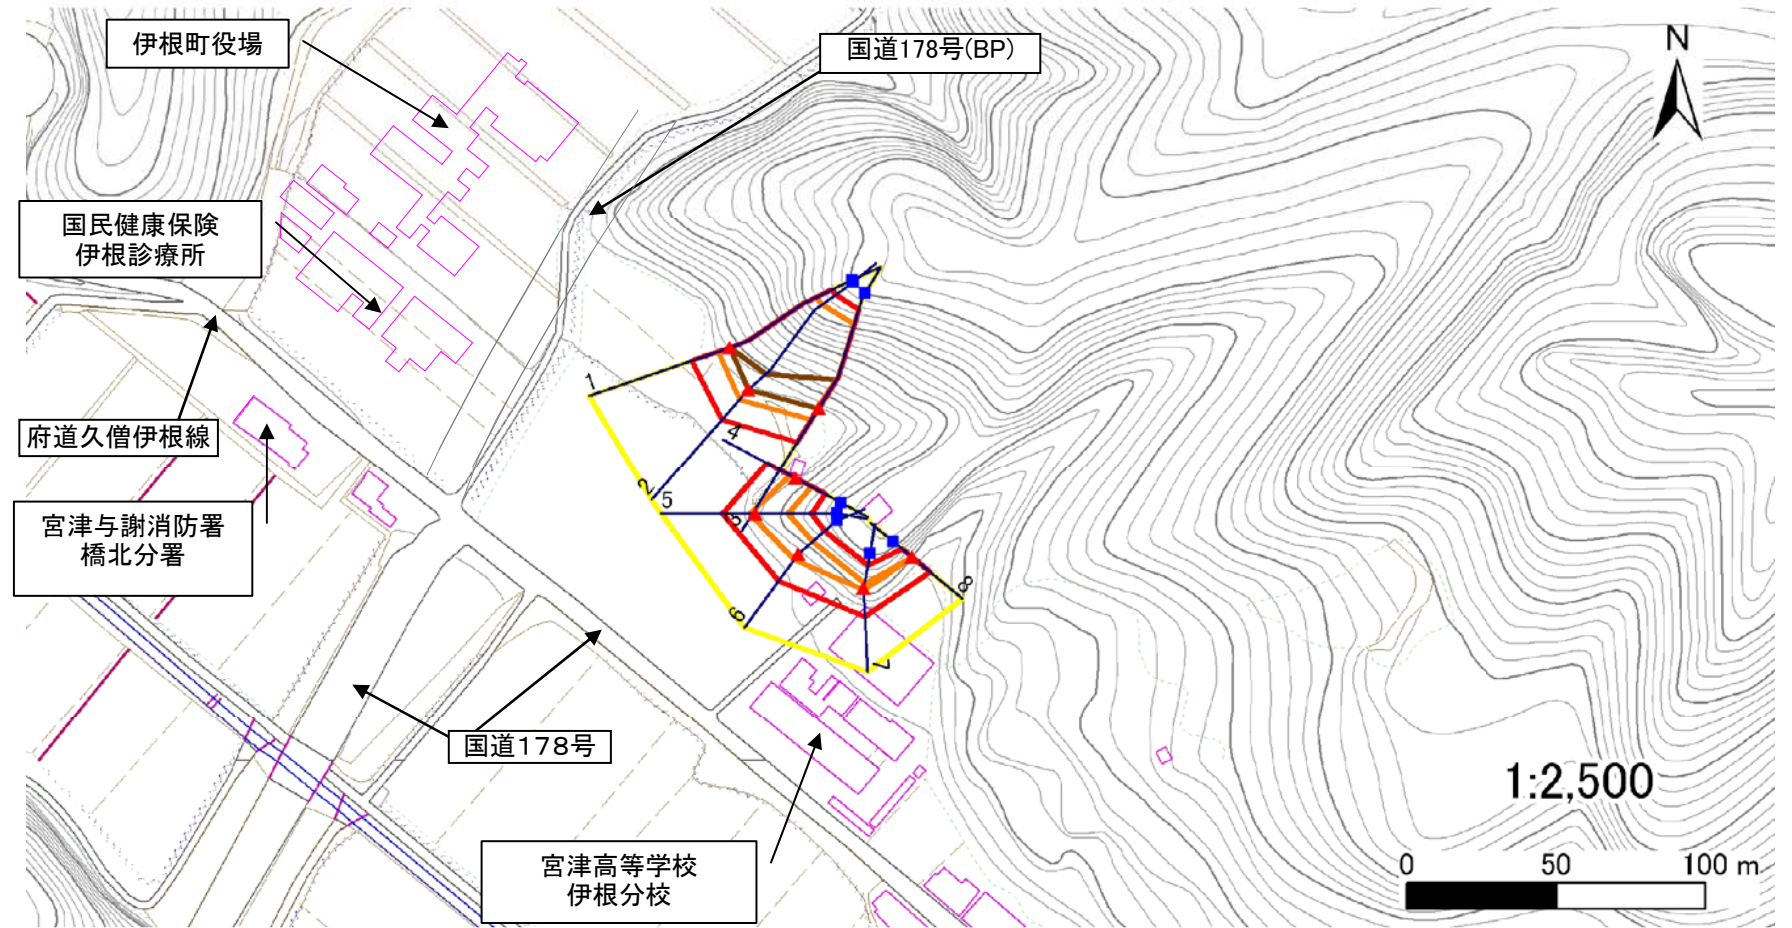 伊根町役場
国道178号(BP)
N
国民健康保険
伊根診療所
1
府道久僧伊根線
4
2
5
3
宮津与謝消防署
橋北分署
8
6
7
国道178号
1:2,500
宮津高等学校
伊根分校
0 50 100 m